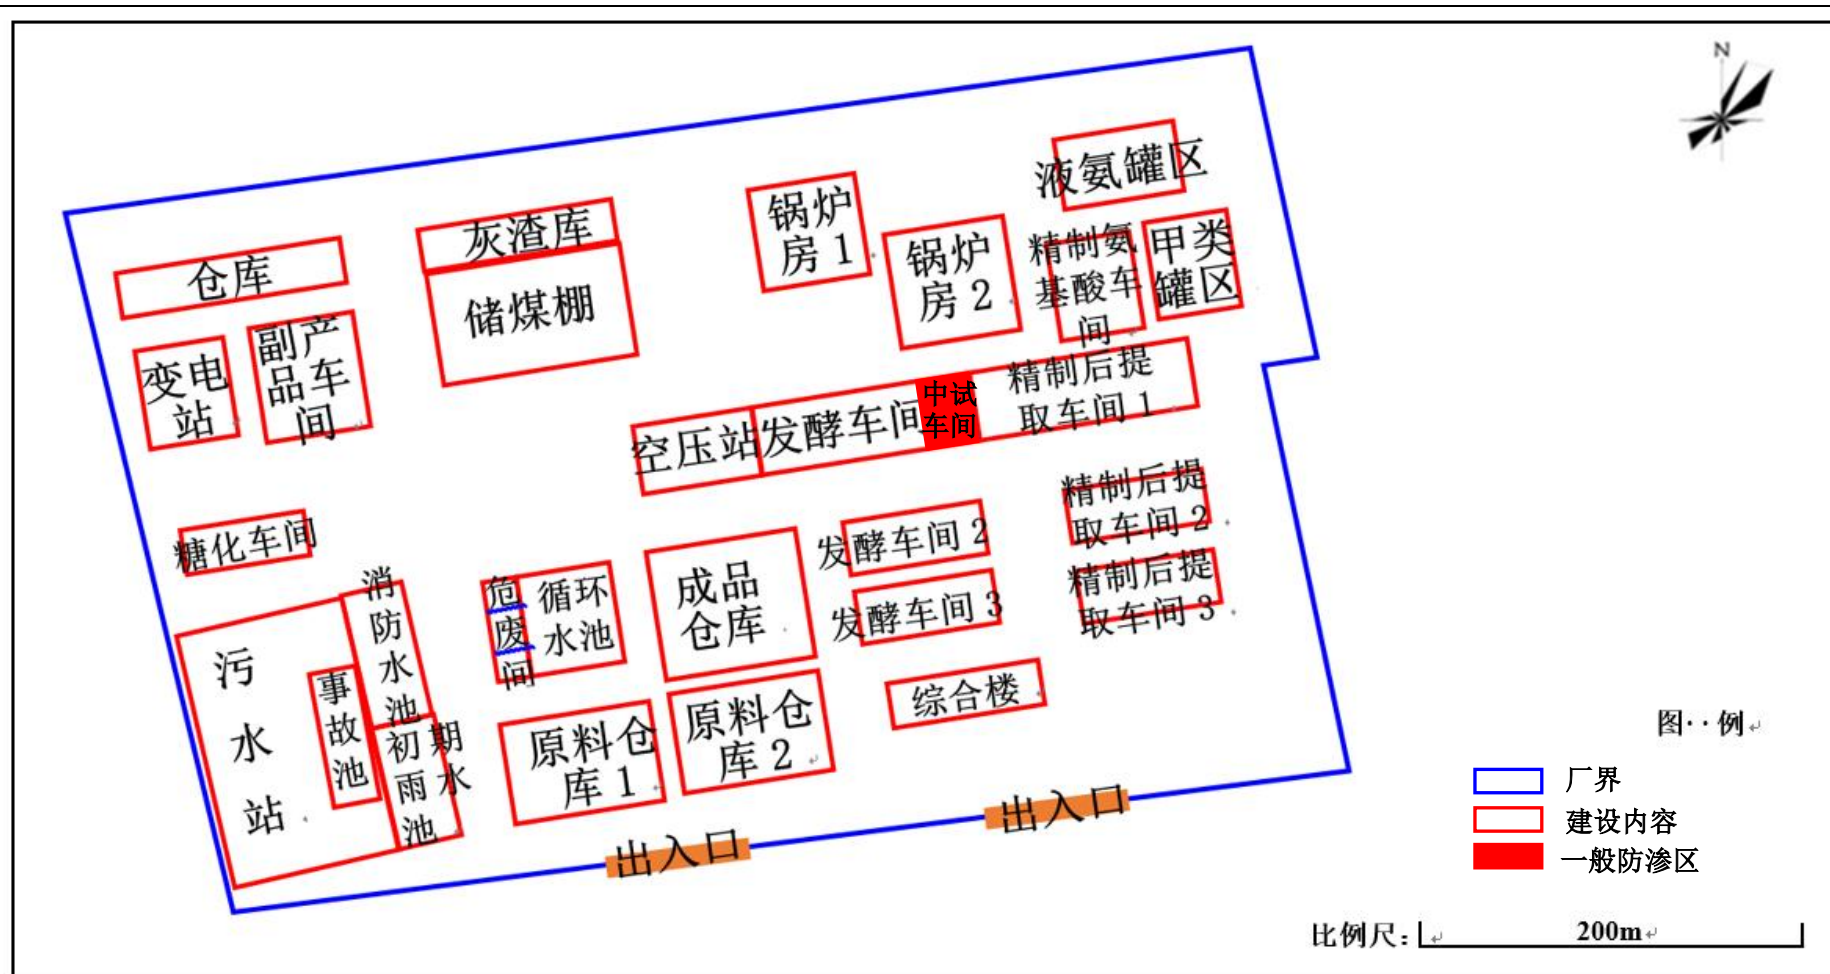 N
液氨罐区
锅炉
房 1
灰渣库
仓库
储煤棚
锅炉
房 2
精制氨
基酸车
间
甲类
罐区
变电
站
副产
品车
间
空压站
发酵车间
中试
车间
精制后提
取车间 1
糖化车间
精制后提
取车间 2
发酵车间 2
精制后提
取车间 3
发酵车间 3
成品
仓库
循环
水池
危
废
间
消
防
水
池
污
水
站
事
故
池
初期
雨水
池
原料仓
库 1
原料仓
库 2
综合楼
出入口
出入口
图例
厂界
建设内容
一般防渗区
比例尺：
200m